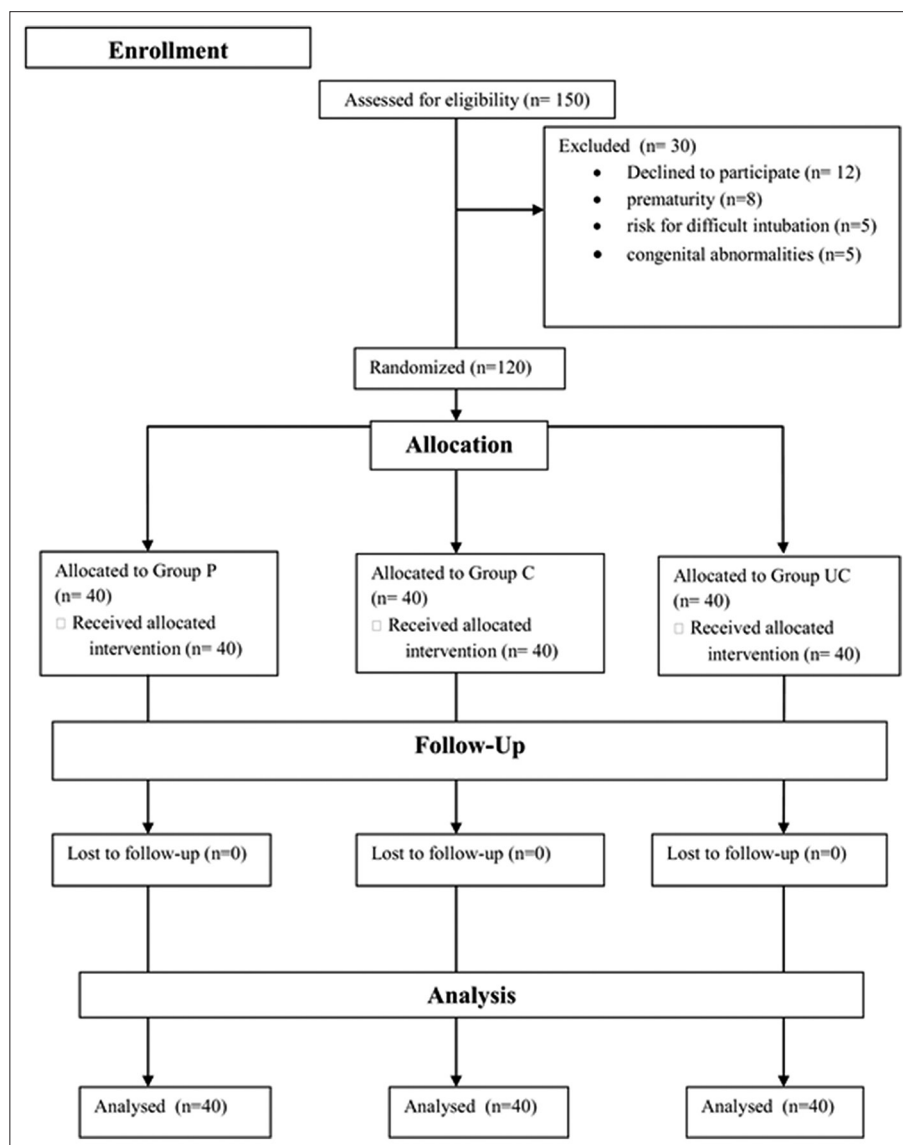 Enrollment
Assessed for eligibility (n= 150)
Excluded (n= 30)
• Declined to participate (n= 12)
• prematurity (n=8)
• risk for difficult intubation (n=5)
• congenital abnormalities (n=5)
Randomized (n=120)
Allocation
Allocated to Group P
(n= 40)
□ Received allocated
intervention (n= 40)
Allocated to Group C
(n= 40)
□ Received allocated
intervention (n= 40)
Allocated to Group UC
(n= 40)
□ Received allocated
intervention (n= 40)
Follow-Up
Lost to follow-up (n=0)
Lost to follow-up (n=0)
Lost to follow-up (n=0)
Analysis
Analysed (n=40)
Analysed (n=40)
Analysed (n=40)